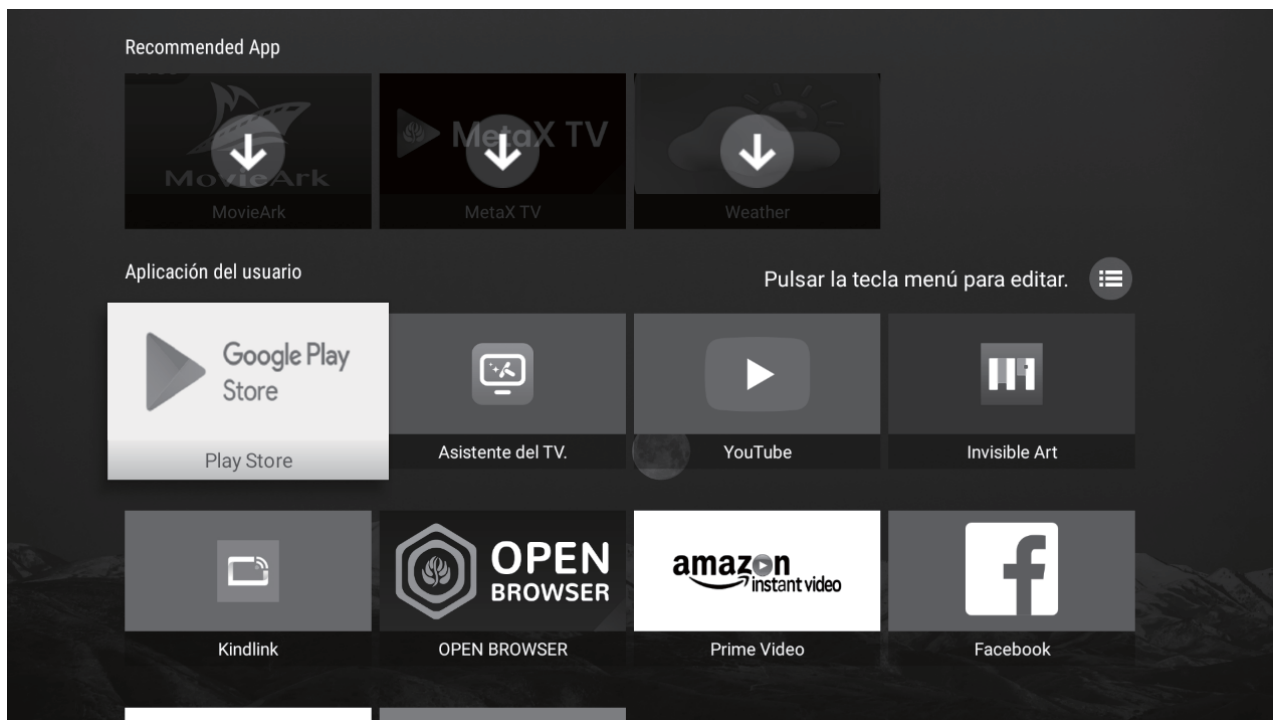 Recommended App
MovieArk
MetaX TV
MovieArk
MetaX TV
Weather
Aplicación del usuario
Pulsar la tecla menú para editar.
Google Play
Store
Play Store
Asistente del TV.
YouTube
Invisible Art
OPEN
BROWSER
amazon
instant video
Kindlink
OPEN BROWSER
Prime Video
Facebook